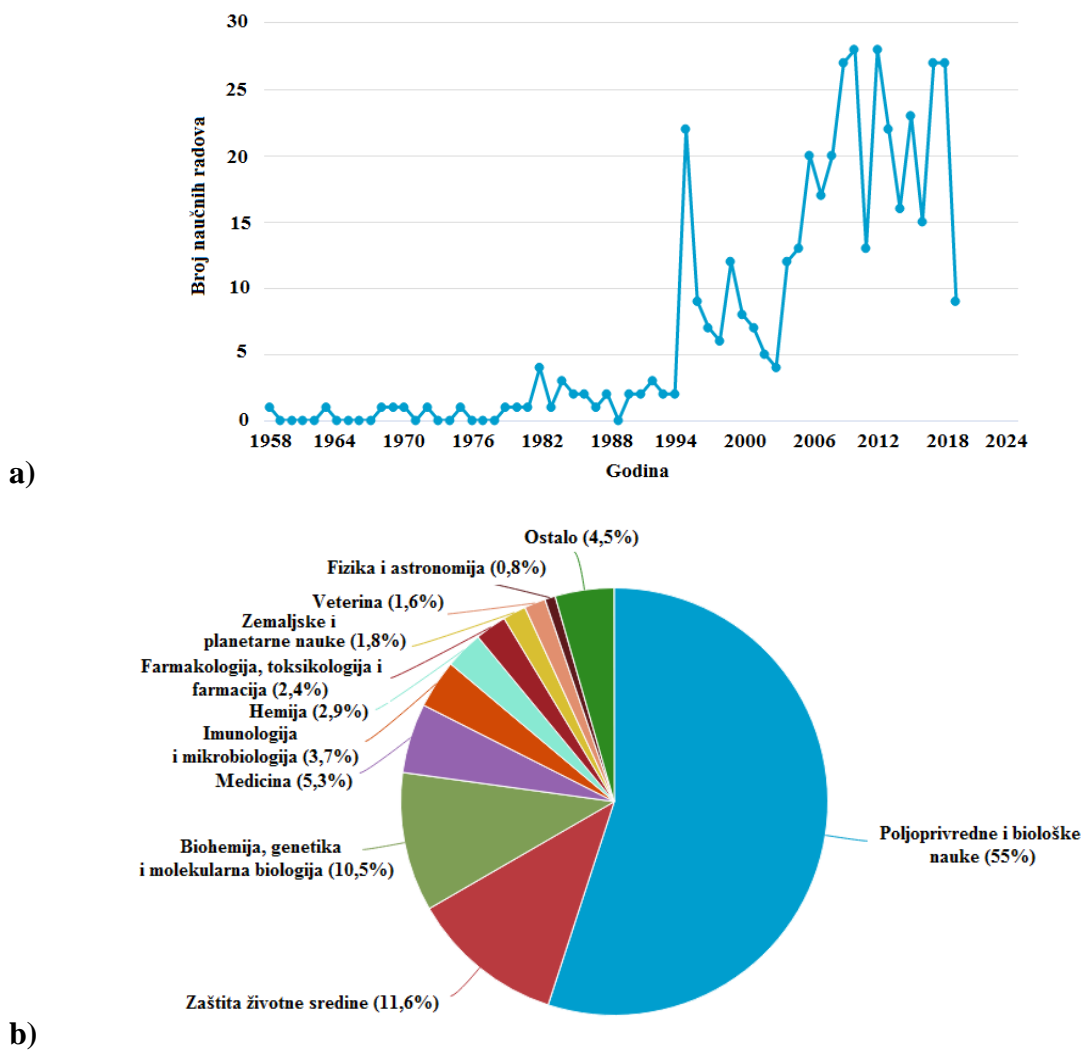 30
25
20
15
10
5
0
Broj naučnih radova
1958 1964 1970 1976 1982 1988 1994 2000 2006 2012 2018 2024
Godina
a)
Ostalo (4,5%)
Fizika i astronomija (0,8%)
Veterina (1,6%)
Zemaljske i
planetarne nauke (1,8%)
Farmakologija, toksikologija i
farmacija (2,4%)
Hemija (2,9%)
Imunologija
i mikrobiologija (3,7%)
Medicina (5,3%)
Biohemija, genetika
i molekularna biologija (10,5%)
Poljoprivredne i biološke
nauke (55%)
Zaštita životne sredine (11,6%)
b)